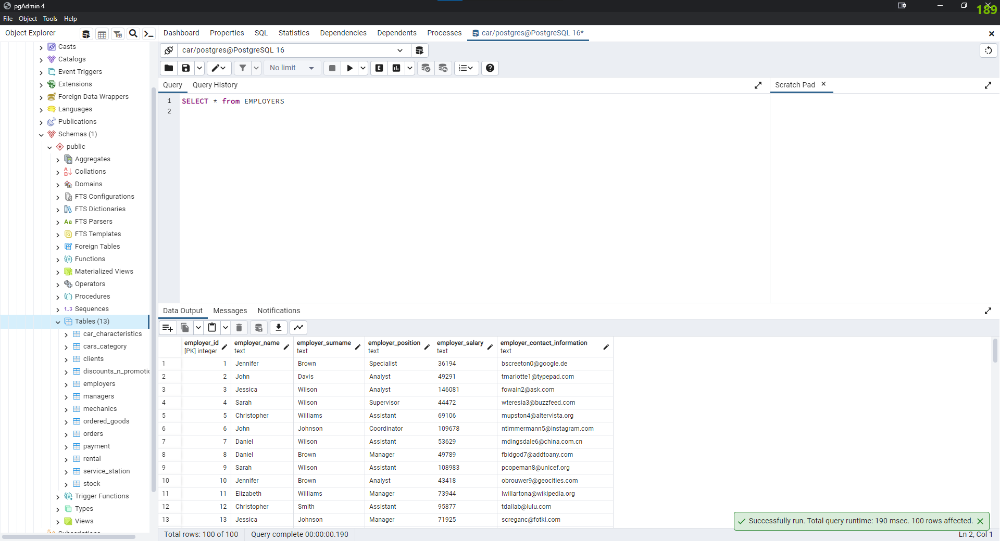 pgAdmin 4
189
File Object Tools Help
Object Explorer
Dashboard Properties SQL Statistics Dependencies Dependents Processes car/postgres@PostgreSQL 16*
car/postgres@PostgreSQL 16
No limit
E
Query Query History
Scratch Pad
1 SELECT * from EMPLOYERS
2
Casts
Catalogs
Event Triggers
Extensions
Foreign Data Wrappers
Languages
Publications
Schemas (1)
public
Aggregates
Collations
Domains
FTS Configurations
FTS Dictionaries
Aa FTS Parsers
FTS Templates
Foreign Tables
Functions
Materialized Views
Operators
Procedures
1..3 Sequences
Tables (13)
car_characteristics
cars_category
clients
discounts_n_promotic
employers
managers
mechanics
ordered_goods
orders
payment
rental
service_station
stock
Trigger Functions
Types
Views
Subscriptions
Data Output Messages Notifications
employer_id employer_name employer_surname employer_position employer_salary employer_contact_information
[PK] integer text text text text text
1 1 Jennifer Brown Specialist 36194 bscreeton0@google.de
2 2 John Davis Analyst 49291 tmariotte1@typepad.com
3 3 Jessica Wilson Analyst 146081 fowain2@ask.com
4 4 Sarah Wilson Supervisor 44472 wteresia3@buzzfeed.com
5 5 Christopher Williams Assistant 69106 mupston4@altervista.org
6 6 John Johnson Coordinator 109678 ntimmermann5@instagram.com
7 7 Daniel Wilson Assistant 53629 mdingsdale6@china.com.cn
8 8 Daniel Brown Manager 49789 fbidgod7@addtoany.com
9 9 Sarah Wilson Assistant 108983 pcopeman8@unicef.org
10 10 Jennifer Brown Analyst 43418 obrouwer9@geocities.com
11 11 Elizabeth Williams Manager 73944 lwillartona@wikipedia.org
12 12 Christopher Smith Assistant 95877 tdallab@lulu.com
13 13 Jessica Johnson Manager 71925 screganc@fotki.com
Successfully run. Total query runtime: 190 msec. 100 rows affected.
Total rows: 100 of 100 Query complete 00:00:00.190
Ln 2, Col 1